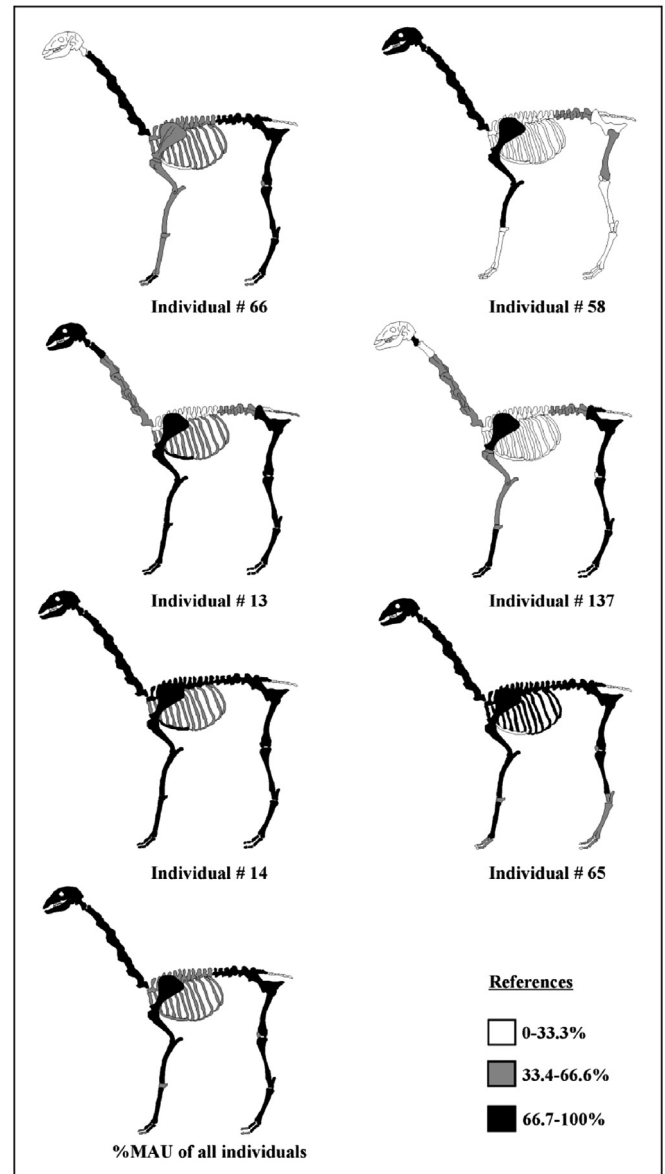 Individual # 66
Individual # 58
Individual # 13
Individual # 137
Individual # 14
Individual # 65
%MAU of all individuals
References
0-33.3%
33.4-66.6%
66.7-100%